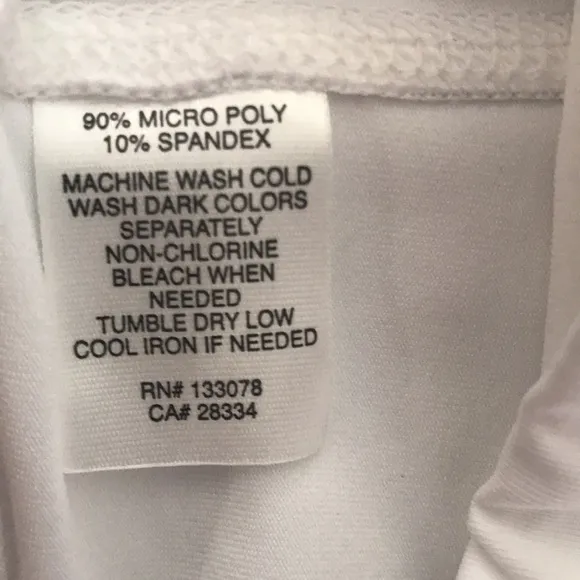 90% MICRO POLY
10% SPANDEX
MACHINE WASH COLD
WASH DARK COLORS
SEPARATELY
NON-CHLORINE
BLEACH WHEN
NEEDED
TUMBLE DRY LOW
COOL IRON IF NEEDED
RN# 133078
CA# 28334